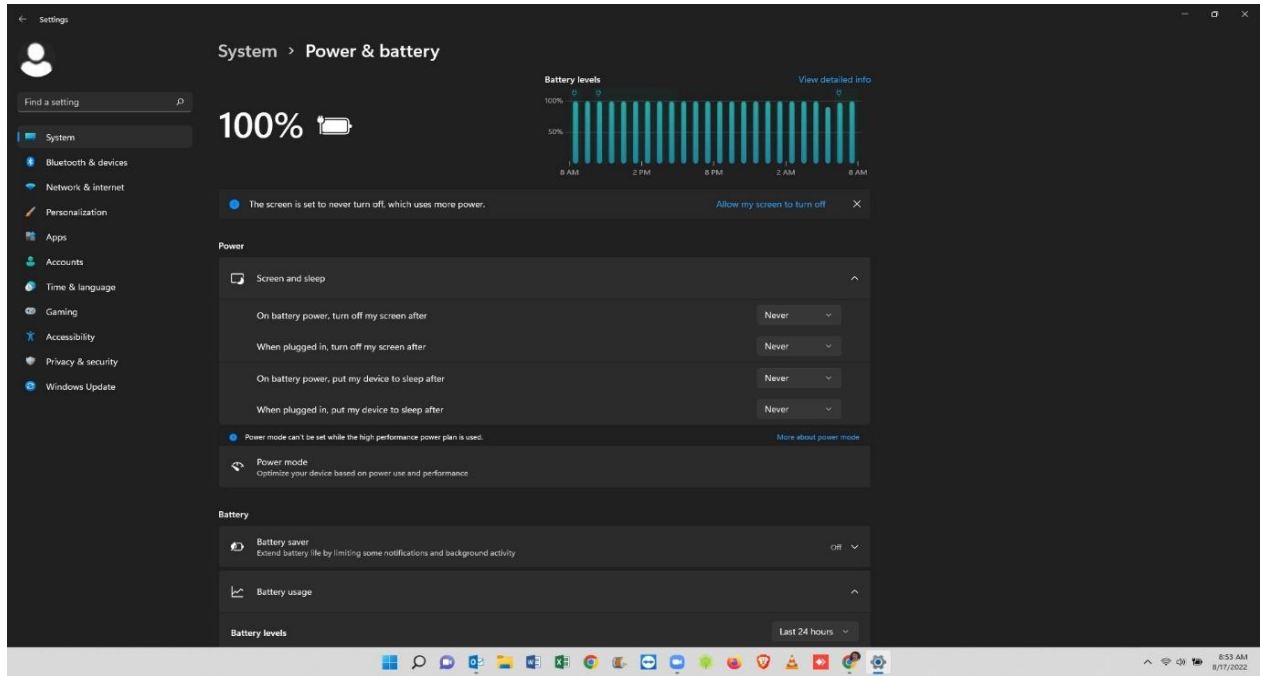 Settings
System > Power & battery
Find a setting
System
Bluetooth & devices
Network & internet
Personalization
Apps
Accounts
Time & language
Gaming
Accessibility
Privacy & security
Windows Update
100%
Battery levels
View detailed info
100%
50%
8 AM 2 PM 8 PM 2 AM 8 AM
The screen is set to never turn off, which uses more power.
Allow my screen to turn off
Power
Screen and sleep
On battery power, turn off my screen after Never
When plugged in, turn off my screen after Never
On battery power, put my device to sleep after Never
When plugged in, put my device to sleep after Never
Power mode can't be set while the high performance power plan is used.
More about power mode
Power mode
Optimize your device based on power use and performance
Battery
Battery saver
Extend battery life by limiting some notifications and background activity
Off
Battery usage
Battery levels
Last 24 hours
8:53 AM
8/17/2022